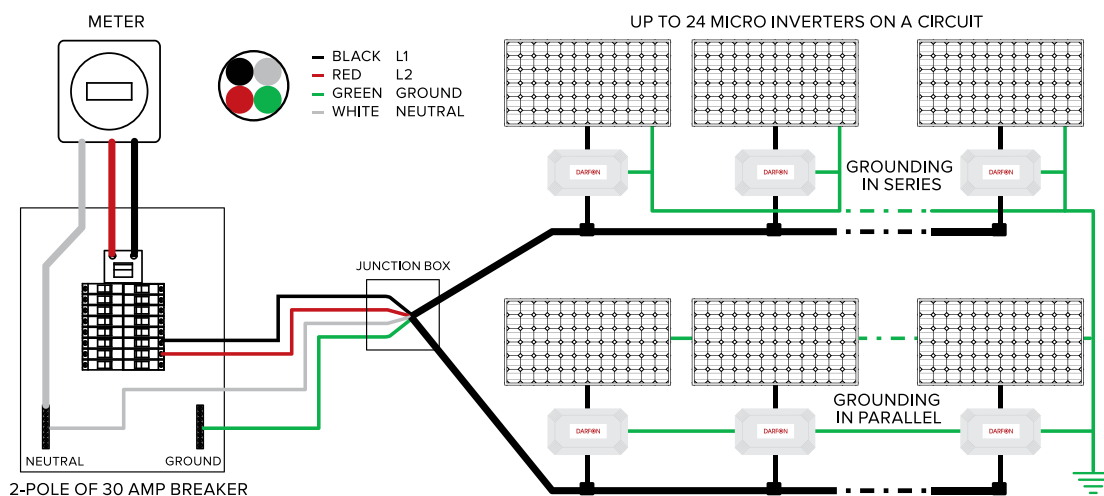 METER
BLACK L1
RED L2
GREEN GROUND
WHITE NEUTRAL
UP TO 24 MICRO INVERTERS ON A CIRCUIT
DARFON
DARFON
DARFON
GROUNDING
IN SERIES
JUNCTION BOX
GROUNDING
IN PARALLEL
DARFON
DARFON
DARFON
NEUTRAL
GROUND
2-POLE OF 30 AMP BREAKER